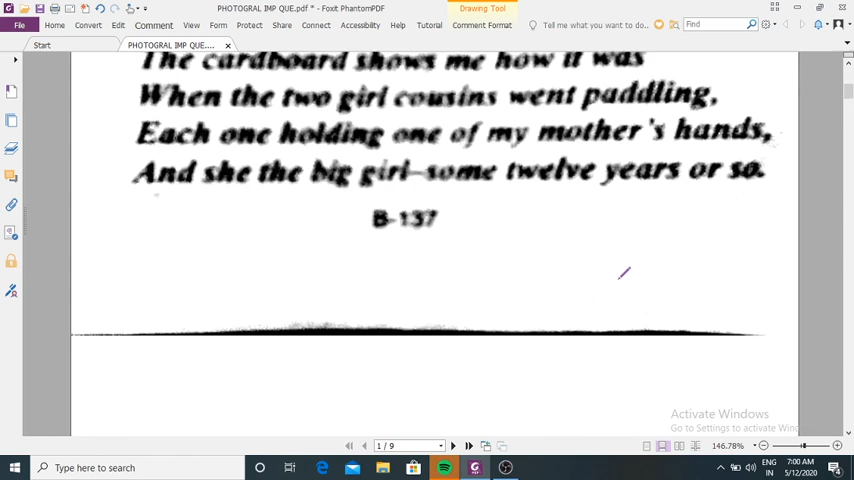 PHOTOGRAL IMP QUE.pdf * - Foxit PhantomPDF
Drawing Tool
File Home Convert Edit Comment View Form Protect Share Connect Accessibility Help Tutorial Comment Format Tell me what you want to do.. Find
Start PHOTOGRAL IMP QUE....
The cardboard shows me how it was
When the two girl cousins went paddling,
Each one holding one of my mother's hands,
And she the big girl–some twelve years or so.
B-137
Activate Windows
Go to Settings to activate Windows.
1 / 9 146.78%
Type here to search ENG 7:00 AM
IN 5/12/2020 4